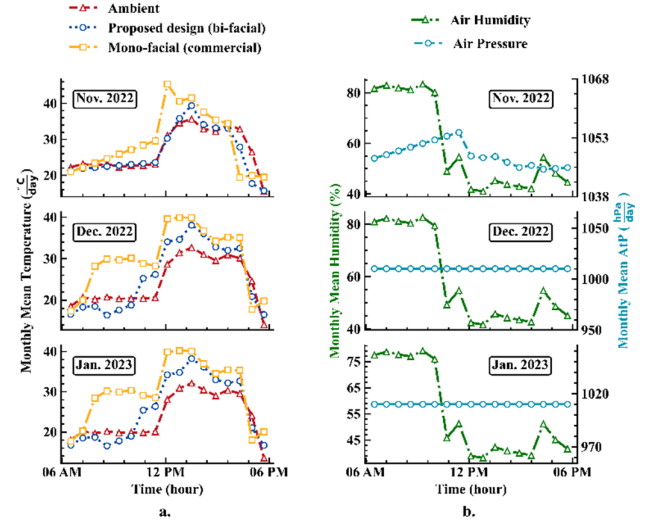 Ambient
Proposed design (bi-facial)
Mono-facial (commercial)
Air Humidity
Air Pressure
Monthly Mean Temperature (°C/day)
Nov. 2022
40
30
20
Dec. 2022
40
30
20
Jan. 2023
40
30
20
06 AM 12 PM 06 PM
Time (hour)
a.
Monthly Mean Humidity (%)
Nov. 2022
80
60
40
1068
1053
1038
Dec. 2022
80
60
40
1050
1000
950
Jan. 2023
75
60
45
1020
970
Monthly Mean AtP (hPa/day)
06 AM 12 PM 06 PM
Time (hour)
b.